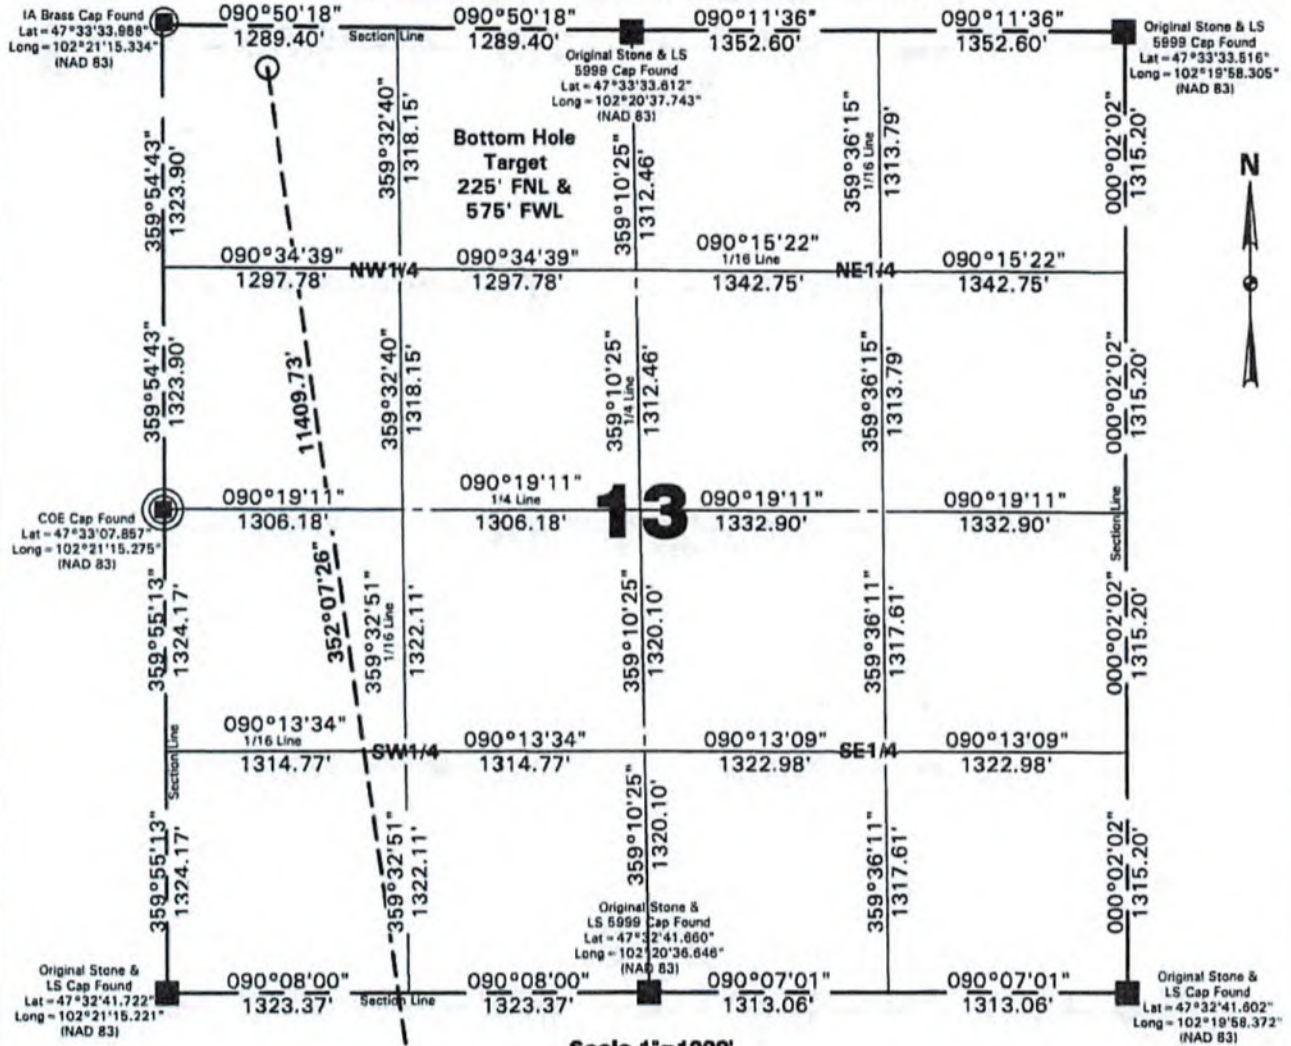 IA Brass Cap Found
Lat = 47°33'33.988"
Long = 102°21'15.334"
(NAD 83)
090°50'18"
1289.40'
Section Line
090°50'18"
1289.40'
Original Stone & LS
5999 Cap Found
Lat = 47°33'33.612"
Long = 102°20'37.743"
(NAD 83)
090°11'36"
1352.60'
090°11'36"
1352.60'
Original Stone & LS
5999 Cap Found
Lat = 47°33'33.516"
Long = 102°19'58.305"
(NAD 83)
359°54'43"
1323.90'
359°32'40"
1318.15'
Bottom Hole
Target
225' FNL &
575' FWL
359°10'25"
1312.46'
359°36'15"
1/16 Line
1313.79'
000°02'02"
1315.20'
N
090°34'39"
1297.78'
NW1/4
090°34'39"
1297.78'
090°15'22"
1/16 Line
1342.75'
NE1/4
090°15'22"
1342.75'
359°54'43"
1323.90'
11409.73'
359°32'40"
1318.15'
359°10'25"
1/4 Line
1312.46'
359°36'15"
1313.79'
000°02'02"
1315.20'
COE Cap Found
Lat = 47°33'07.857"
Long = 102°21'15.275"
(NAD 83)
090°19'11"
1306.18'
090°19'11"
1/4 Line
1306.18'
13
090°19'11"
1332.90'
090°19'11"
1332.90'
Section Line
359°55'13"
1324.17'
352°07'26"
359°32'51"
1/16 Line
1322.11'
359°10'25"
1320.10'
359°36'11"
1317.61'
000°02'02"
1315.20'
090°13'34"
1/16 Line
1314.77'
SW1/4
090°13'34"
1314.77'
090°13'09"
1322.98'
SE1/4
090°13'09"
1322.98'
Section Line
359°55'13"
1324.17'
359°32'51"
1322.11'
359°10'25"
1320.10'
359°36'11"
1317.61'
000°02'02"
1315.20'
Original Stone &
LS Cap Found
Lat = 47°32'41.722"
Long = 102°21'15.221"
(NAD 83)
090°08'00"
1323.37'
Section Line
090°08'00"
1323.37'
Original Stone &
LS 5999 Cap Found
Lat = 47°32'41.660"
Long = 102°20'36.646"
(NAD 83)
090°07'01"
1313.06'
090°07'01"
1313.06'
Original Stone &
LS Cap Found
Lat = 47°32'41.602"
Long = 102°19'58.372"
(NAD 83)